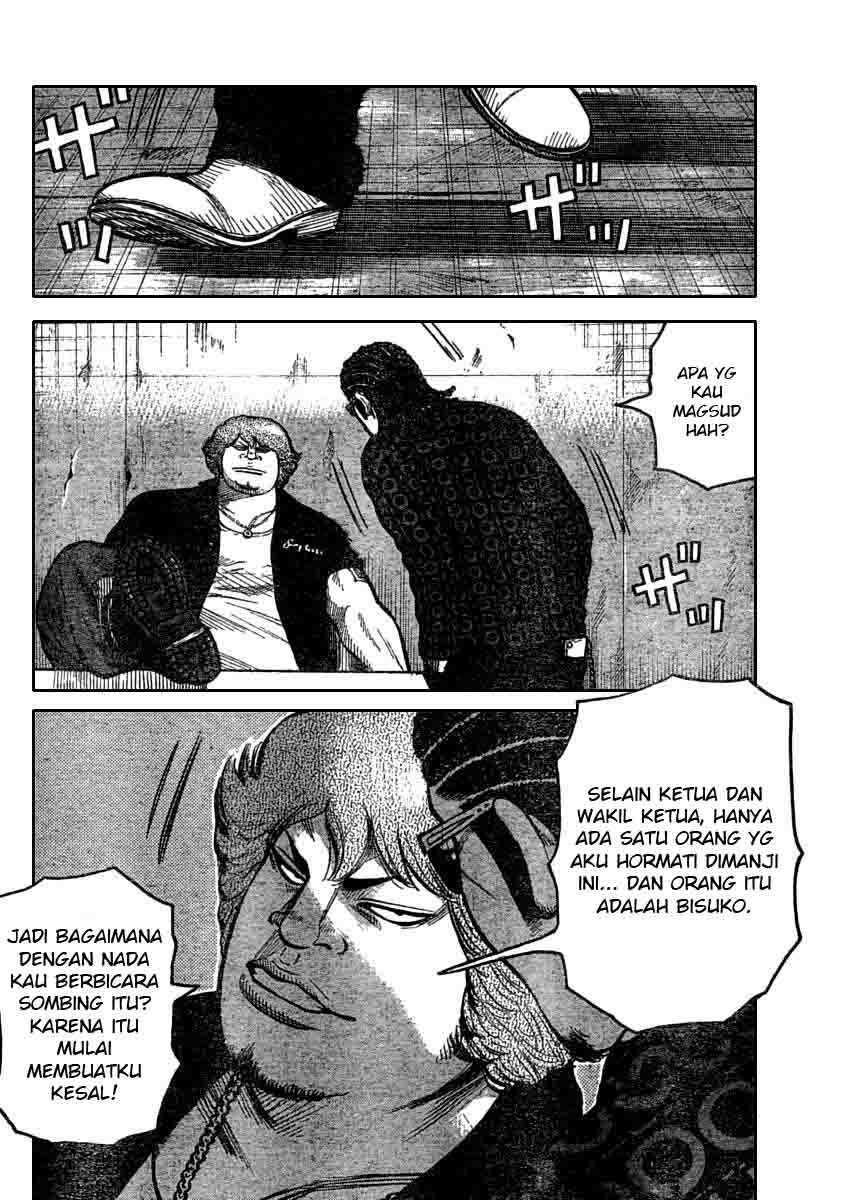 ザッ
ザッ
ザッ
APA YG
KAU
MAGSUD
HAH?
SELAIN KETUA DAN
WAKIL KETUA, HANYA
ADA SATU ORANG YG
AKU HORMATI DIMANJI
INI... DAN ORANG ITU
ADALAH BISUKO.
JADI BAGAIMANA
DENGAN NADA
KAU BERBICARA
SOMBING ITU?
KARENA ITU
MULAI
MEMBUATKU
KESAL!